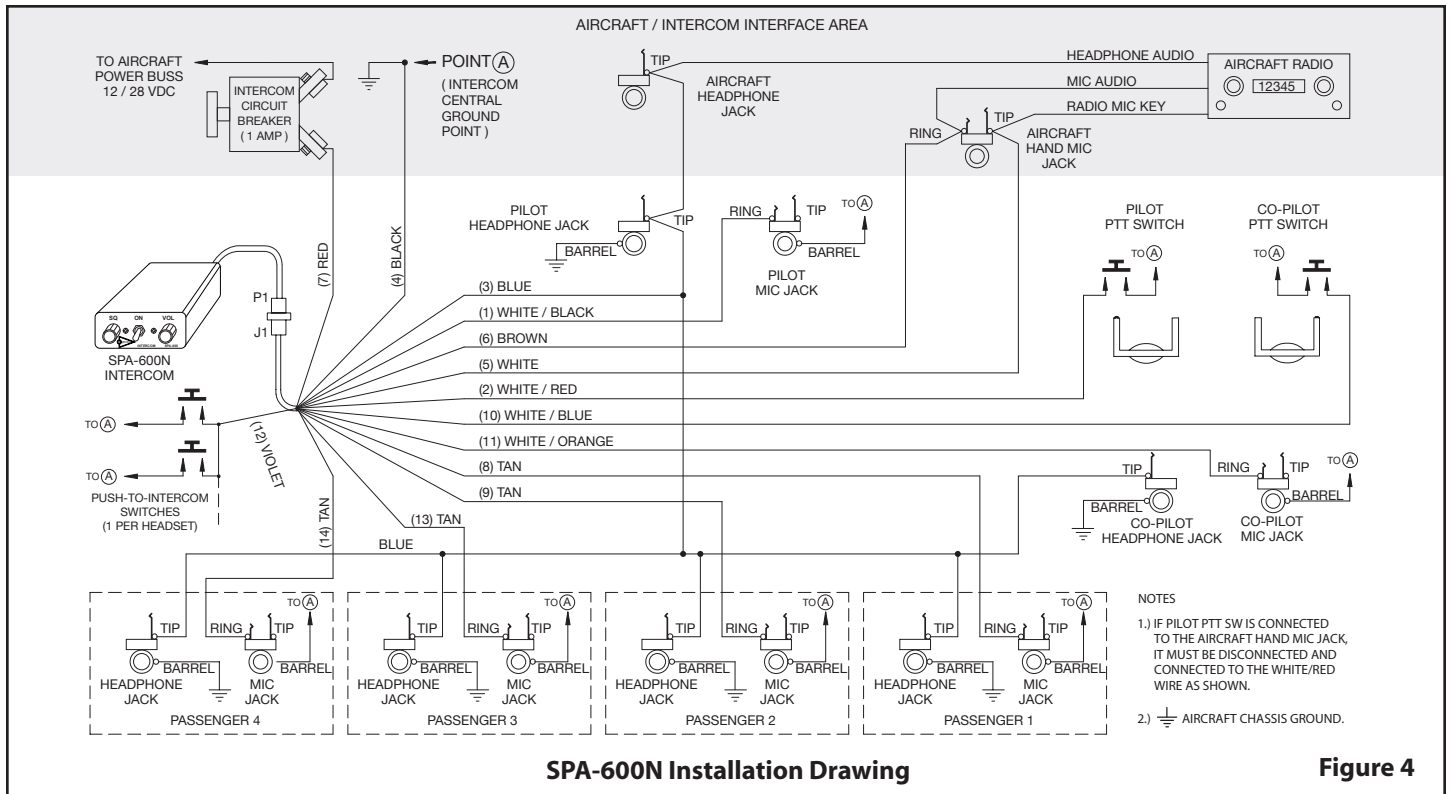 AIRCRAFT / INTERCOM INTERFACE AREA
TO AIRCRAFT
POWER BUSS
12 / 28 VDC
INTERCOM
CIRCUIT
BREAKER
( 1 AMP )
POINT A
( INTERCOM
CENTRAL
GROUND
POINT )
TIP
AIRCRAFT
HEADPHONE
JACK
HEADPHONE AUDIO
MIC AUDIO
RADIO MIC KEY
AIRCRAFT RADIO
12345
RING
TIP
AIRCRAFT
HAND MIC
JACK
(7) RED
(4) BLACK
PILOT
HEADPHONE JACK
TIP
BARREL
RING
TIP
TO A
BARREL
PILOT
MIC JACK
PILOT
PTT SWITCH
TO A
CO-PILOT
PTT SWITCH
TO A
P1
J1
SQ
ON
VOL
INTERCOM
SPA-600N
INTERCOM
(3) BLUE
(1) WHITE / BLACK
(6) BROWN
(5) WHITE
(2) WHITE / RED
(10) WHITE / BLUE
(11) WHITE / ORANGE
(8) TAN
(9) TAN
(13) TAN
(14) TAN
(12) VIOLET
TO A
TO A
PUSH-TO-INTERCOM
SWITCHES
(1 PER HEADSET)
BLUE
TIP
BARREL
CO-PILOT
HEADPHONE JACK
RING
TIP
TO A
BARREL
CO-PILOT
MIC JACK
TIP
BARREL
HEADPHONE
JACK
RING
TIP
TO A
BARREL
MIC
JACK
PASSENGER 4
TIP
BARREL
HEADPHONE
JACK
RING
TIP
TO A
BARREL
MIC
JACK
PASSENGER 3
TIP
BARREL
HEADPHONE
JACK
RING
TIP
TO A
BARREL
MIC
JACK
PASSENGER 2
TIP
BARREL
HEADPHONE
JACK
RING
TIP
TO A
BARREL
MIC
JACK
PASSENGER 1
NOTES
1.) IF PILOT PTT SW IS CONNECTED
TO THE AIRCRAFT HAND MIC JACK,
IT MUST BE DISCONNECTED AND
CONNECTED TO THE WHITE/RED
WIRE AS SHOWN.
2.) AIRCRAFT CHASSIS GROUND.
SPA-600N Installation Drawing
Figure 4